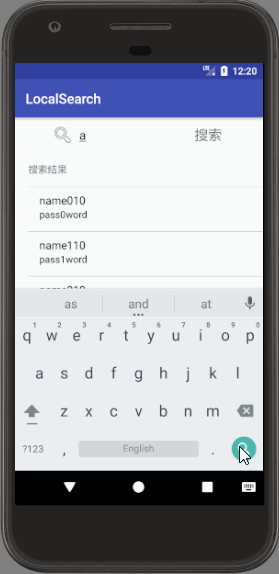 LTE 12:20
LocalSearch
a 搜索
搜索结果
name010
pass0word
name110
pass1word
as and at
1 2 3 4 5 6 7 8 9 0
q w e r t y u i o p
a s d f g h j k l
z x c v b n m
?123 , English .